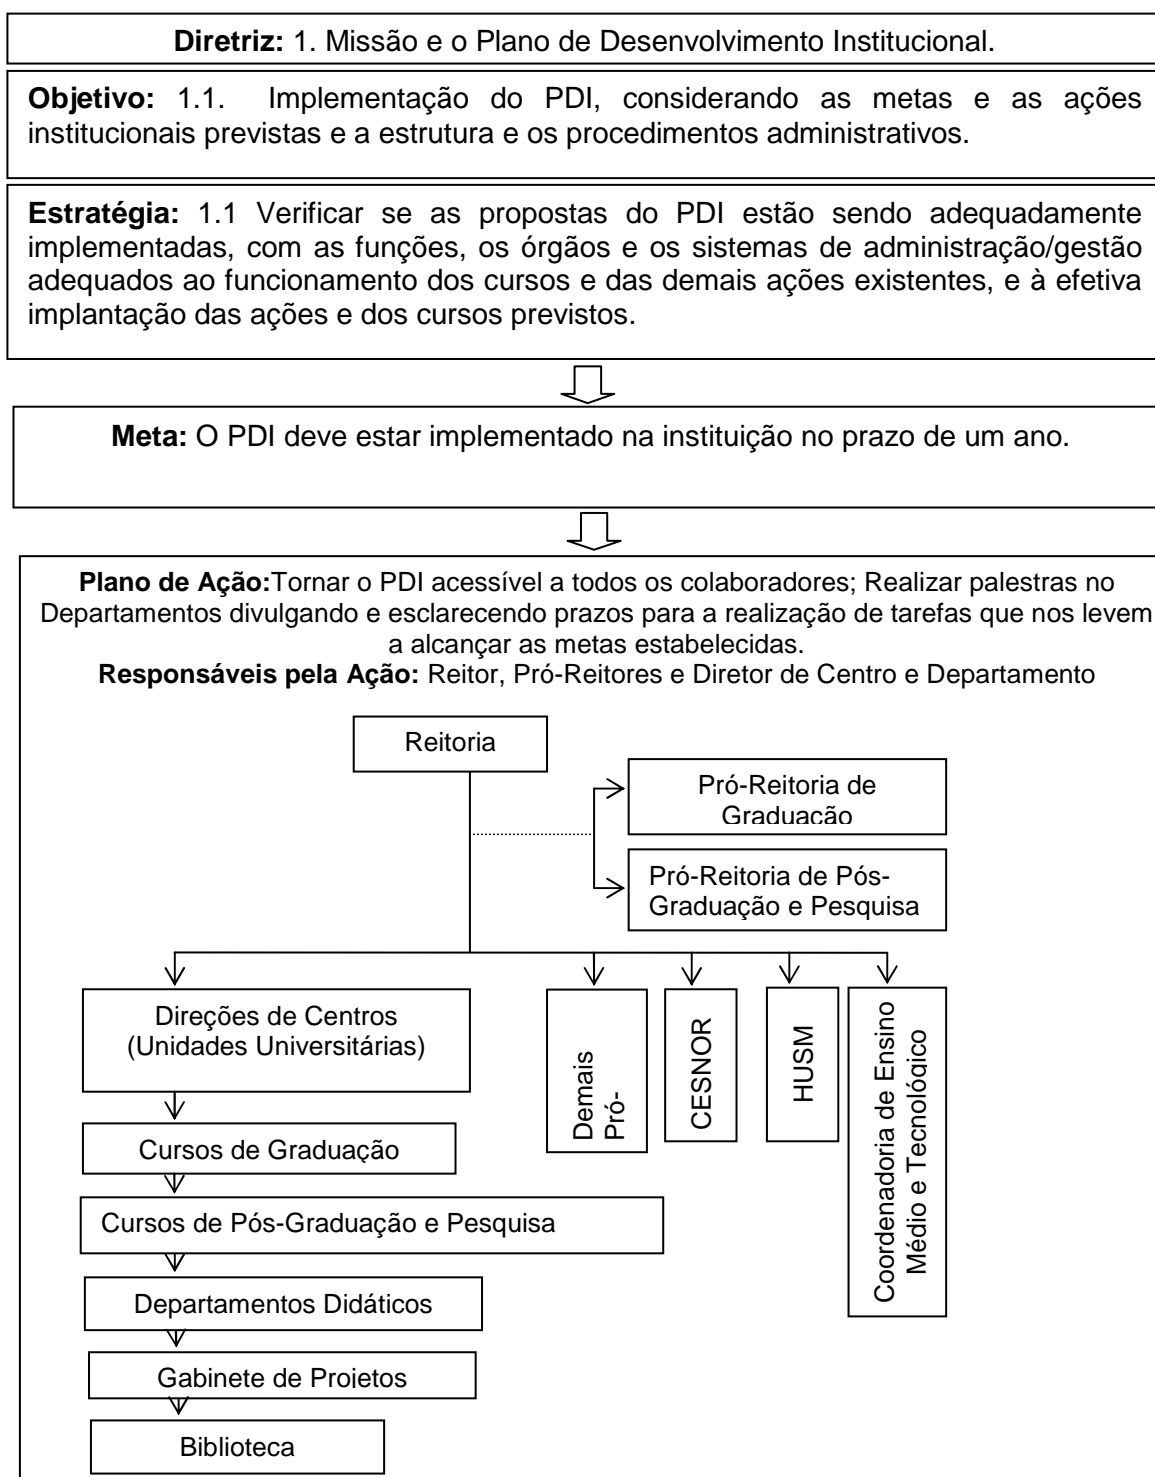 Diretriz: 1. Missão e o Plano de Desenvolvimento Institucional.
Objetivo: 1.1. Implementação do PDI, considerando as metas e as ações
institucionais previstas e a estrutura e os procedimentos administrativos.
Estratégia: 1.1 Verificar se as propostas do PDI estão sendo adequadamente
implementadas, com as funções, os órgãos e os sistemas de administração/gestão
adequados ao funcionamento dos cursos e das demais ações existentes, e à efetiva
implantação das ações e dos cursos previstos.
Meta: O PDI deve estar implementado na instituição no prazo de um ano.
Plano de Ação:Tornar o PDI acessível a todos os colaboradores; Realizar palestras no
Departamentos divulgando e esclarecendo prazos para a realização de tarefas que nos levem
a alcançar as metas estabelecidas.
Responsáveis pela Ação: Reitor, Pró-Reitores e Diretor de Centro e Departamento
Reitoria
Pró-Reitoria de
Graduação
Pró-Reitoria de Pós-
Graduação e Pesquisa
Direções de Centros
(Unidades Universitárias)
Demais
Pró-
CESNOR
HUSM
Coordenadoria de Ensino
Médio e Tecnológico
Cursos de Graduação
Cursos de Pós-Graduação e Pesquisa
Departamentos Didáticos
Gabinete de Projetos
Biblioteca